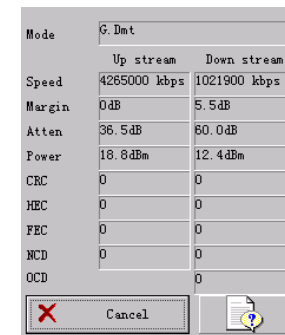 Mode G.Dmt
Up stream Down stream
Speed 4265000 kbps 1021900 kbps
Margin 0dB 5.5dB
Atten 36.5dB 60.0dB
Power 18.8dBm 12.4dBm
CRC 0 0
HEC 0 0
FEC 0 0
NCD 0 0
OCD 0
Cancel